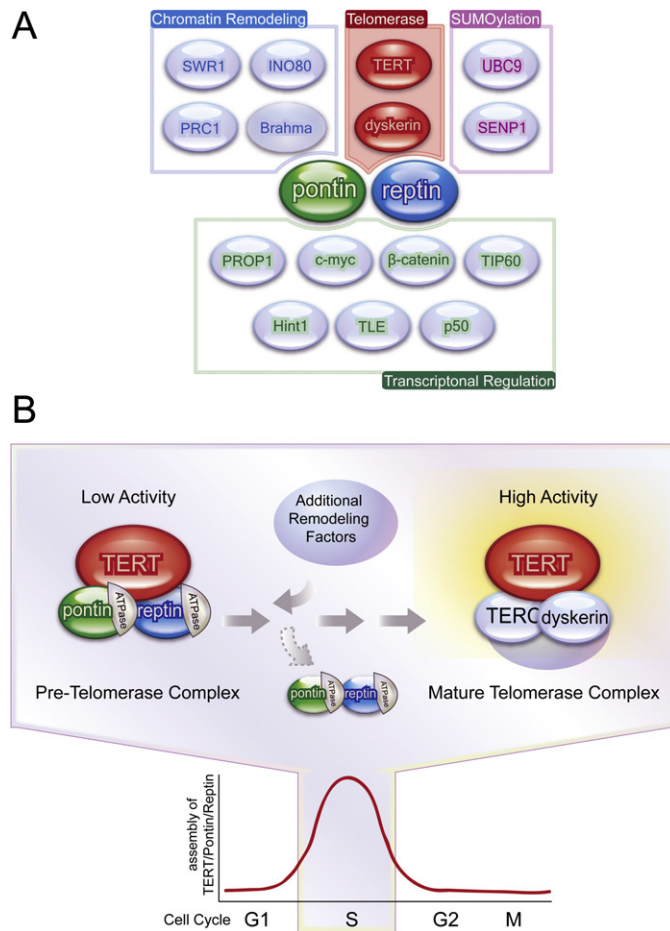 A
Chromatin Remodeling
Telomerase
SUMOylation
SWR1
INO80
TERT
UBC9
PRC1
Brahma
dyskerin
SENP1
pontin
reptin
PROP1
c-myc
β-catenin
TIP60
Hint1
TLE
p50
Transcriptonal Regulation
B
Low Activity
Additional
Remodeling
Factors
High Activity
TERT
pontin
ATPase
reptin
ATPase
TERT
TERC
dyskerin
Pre-Telomerase Complex
pontin
ATPase
reptin
ATPase
Mature Telomerase Complex
assembly of
TERT/Pontin/Reptin
Cell Cycle
G1
S
G2
M